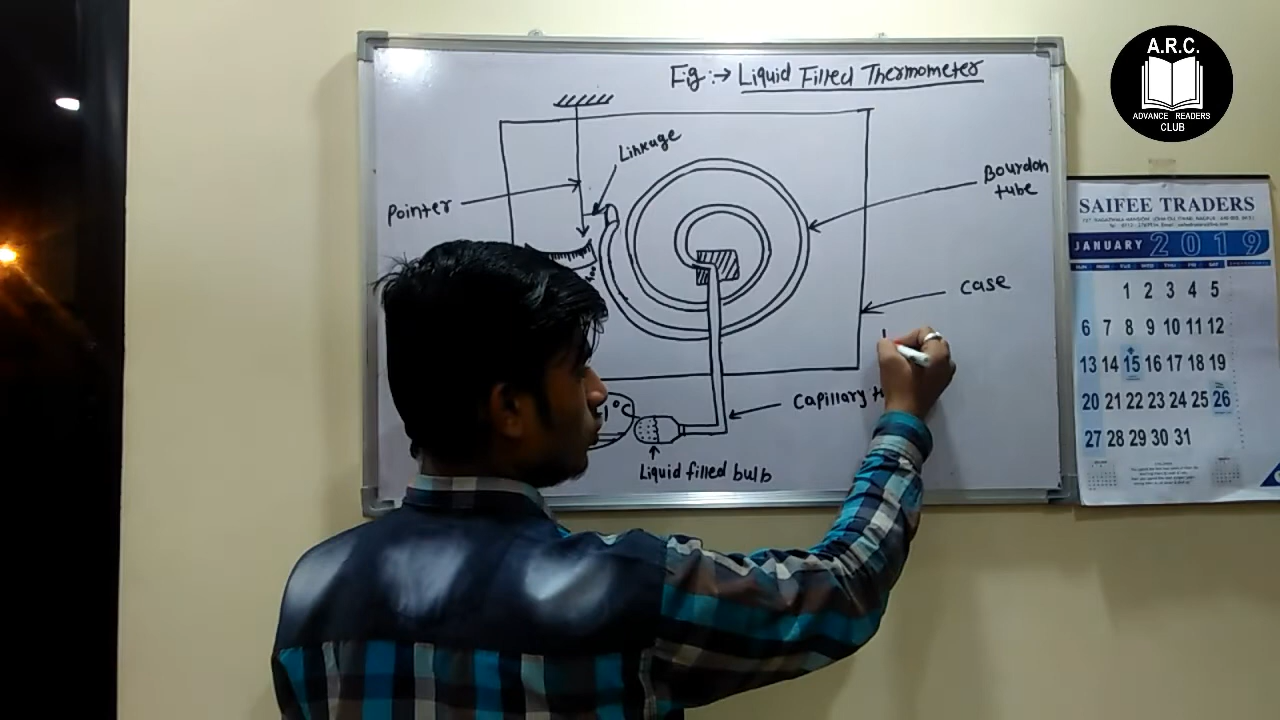 Fig:→ Liquid Filled Thermometer
Linkage
Pointer
Bourdon
tube
Case
Capillary
Liquid filled bulb
A.R.C.
ADVANCE READERS
CLUB
SAIFEE TRADERS
JANUARY 2019
SUN MON TUE WED THU FRI SAT
1 2 3 4 5
6 7 8 9 10 11 12
13 14 15 16 17 18 19
20 21 22 23 24 25 26
27 28 29 30 31